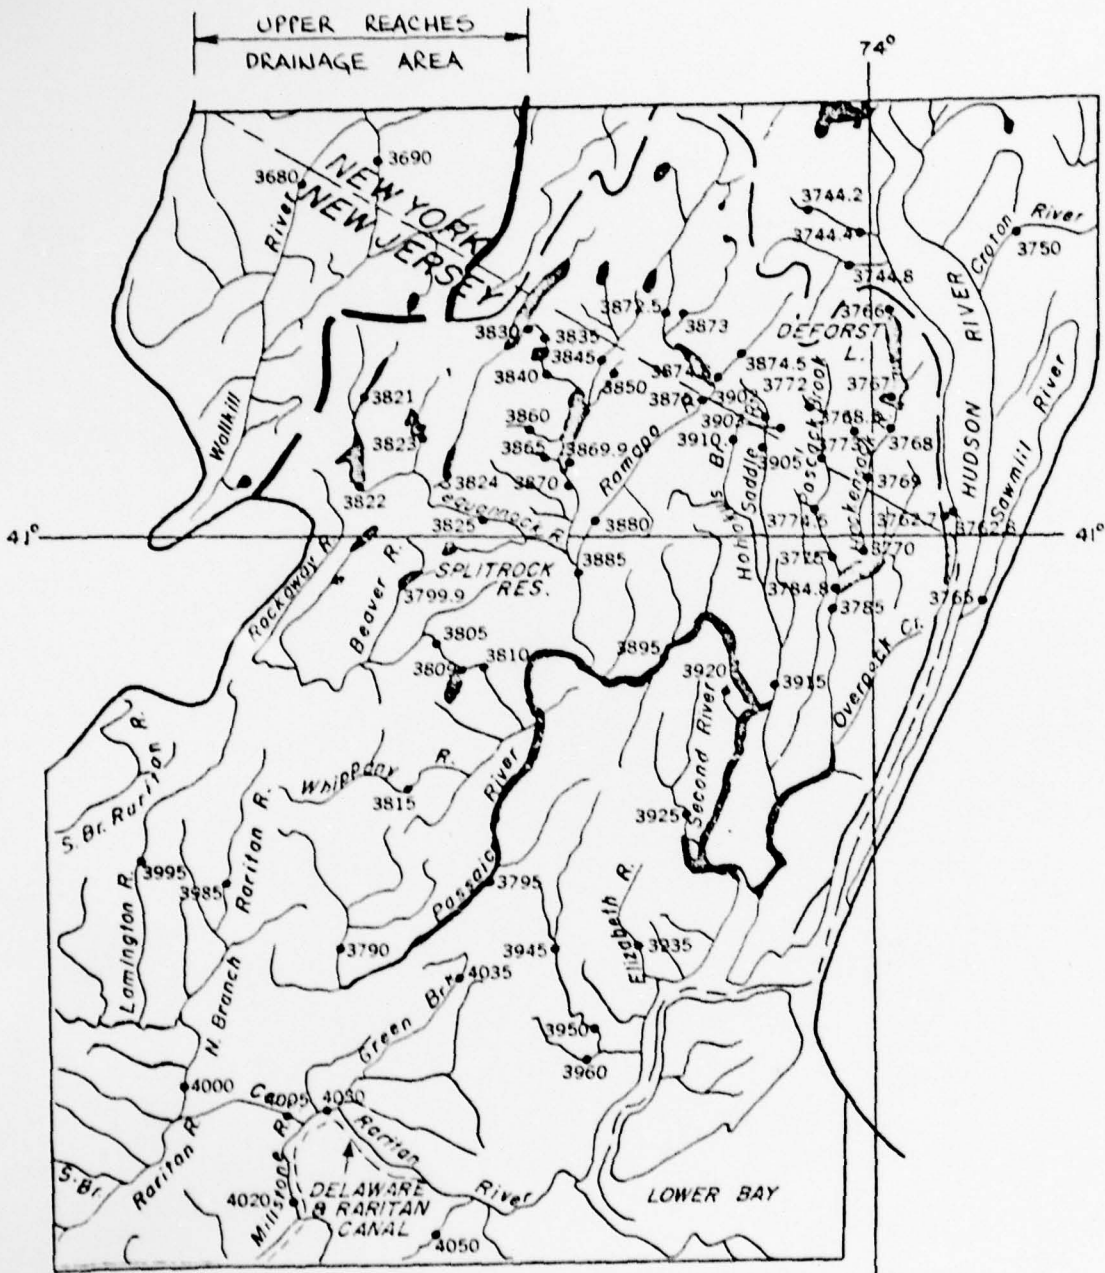 UPPER REACHES
DRAINAGE AREA
74°
3690
3680
NEW YORK
NEW JERSEY
River
3744.2
3744.4
3744.8
Croton River
3750
HUDSON RIVER
3872.5
3873
3766
DEFORST
L.
3830
3835
3845
3840
3850
3874.5
3772
3767
3821
3823
3860
3865
3869.9
3870
3903
3910
3905
3768
3769
Wallkill
3822
3824
3825
Ramapo R.
3880
Saddle
3774.5
3762.7
Sawmill River
41°
41°
3885
3775
3770
SPLITROCK
RES.
Rockaway R.
Beaver R.
3799.9
3784.8
3785
3765
Overpeck Cr.
3805
3809
3810
3895
3920
3915
Second River
3925
S. Br. Raritan R.
Whippany R.
3815
Passaic River
3995
3985
Lamington R.
N. Branch Raritan R.
3795
3790
3945
Elizabeth R.
3235
4035
Green Brk
3950
3960
4000
S. Br. Raritan R.
Raritan River
Millstone R.
4020
DELAWARE
& RARITAN
CANAL
4050
LOWER BAY